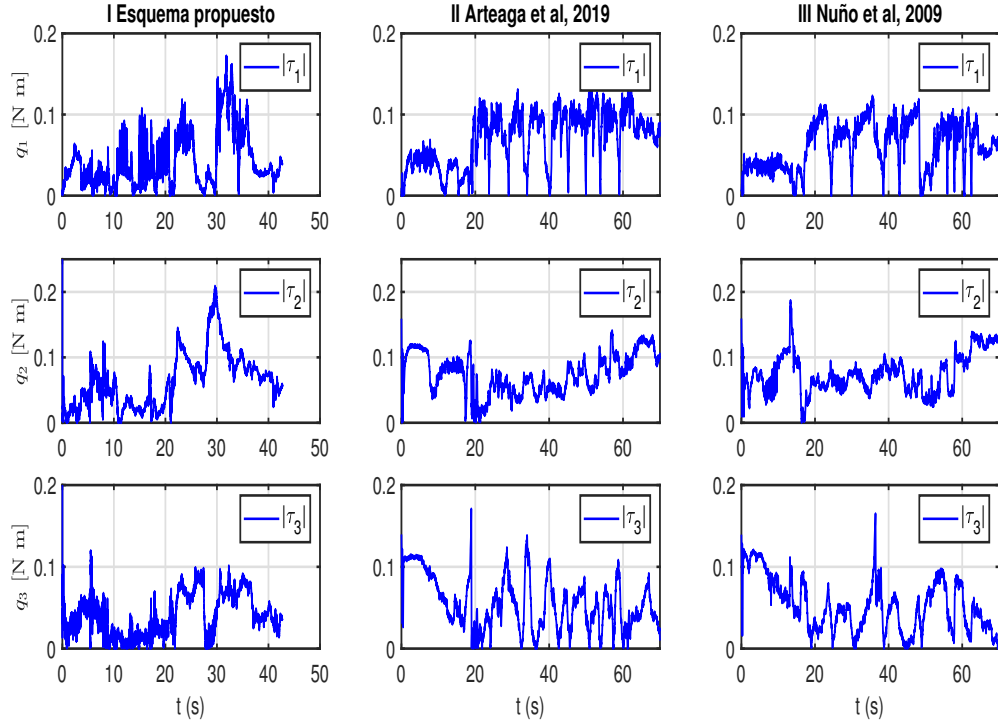 I Esquema propuesto
II Arteaga et al, 2019
III Nuño et al, 2009
q₁ [N m]
0.2
0.1
0
|τ₁|
0 10 20 30 40 50
|τ₁|
0 20 40 60
0.2
0.1
0
|τ₁|
0 20 40 60
0.2
0.1
0
q₂ [N m]
0.2
0.1
0
|τ₂|
0 10 20 30 40 50
0.2
0.1
0
|τ₂|
0 20 40 60
0.2
0.1
0
|τ₂|
0 20 40 60
q₃ [N m]
0.2
0.1
0
|τ₃|
0 10 20 30 40 50
t (s)
0.2
0.1
0
|τ₃|
0 20 40 60
t (s)
0.2
0.1
0
|τ₃|
0 20 40 60
t (s)